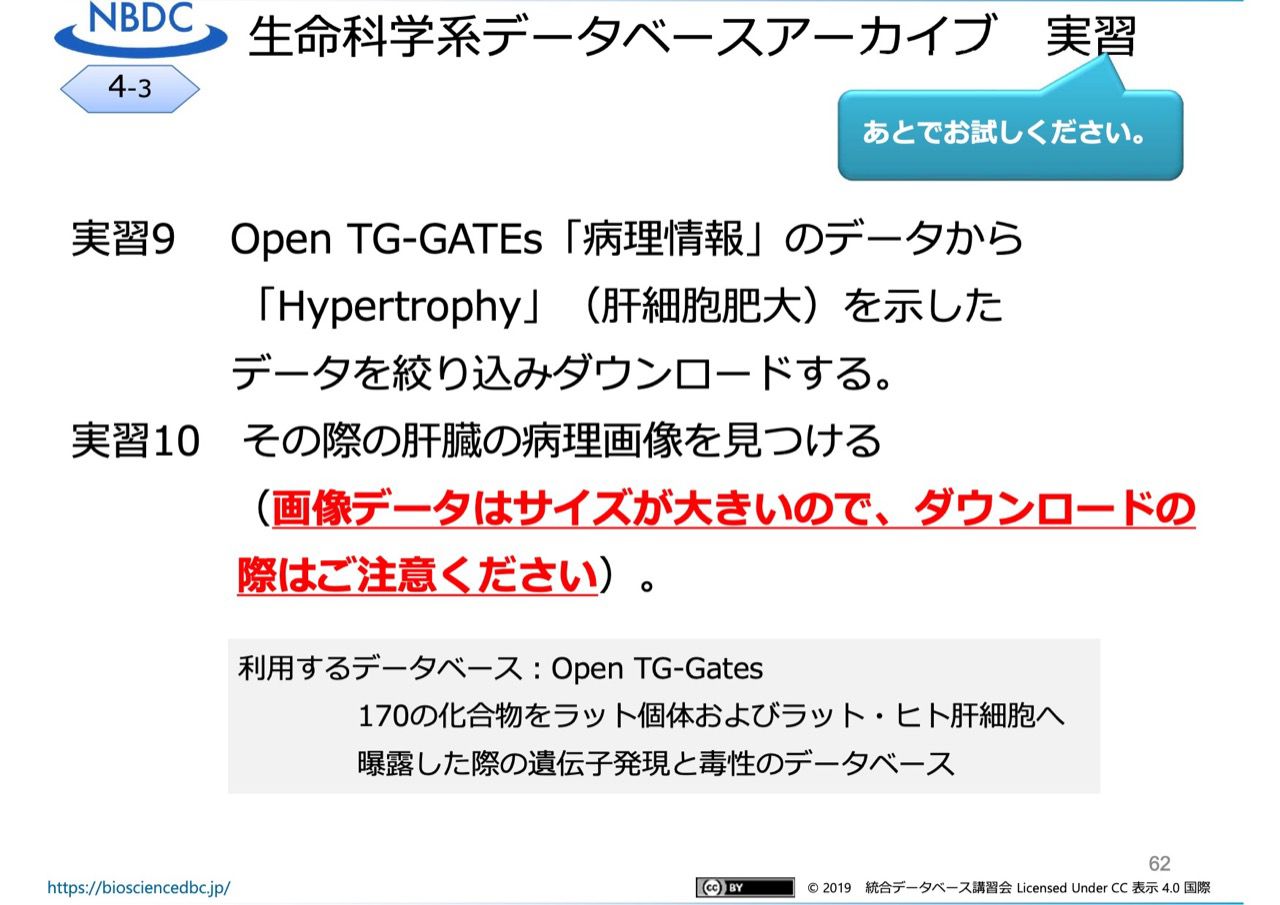 NBDC
生命科学系データベースアーカイブ　実習
4-3
あとでお試しください。
実習9　Open TG-GATEs「病理情報」のデータから
「Hypertrophy」（肝細胞肥大）を示した
データを絞り込みダウンロードする。
実習10　その際の肝臓の病理画像を見つける
（画像データはサイズが大きいので、ダウンロードの
際はご注意ください）。
利用するデータベース：Open TG-Gates
170の化合物をラット個体およびラット・ヒト肝細胞へ
曝露した際の遺伝子発現と毒性のデータベース
62
https://biosciencedbc.jp/
cc BY © 2019　統合データベース講習会 Licensed Under CC 表示 4.0 国際